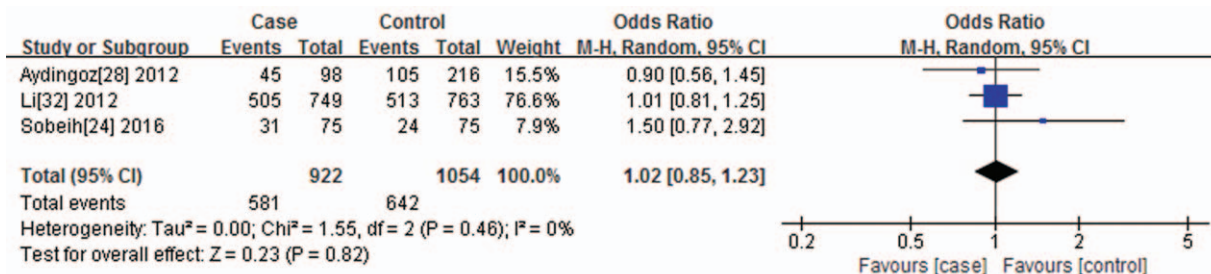 Case Control Odds Ratio Odds Ratio
Study or Subgroup Events Total Events Total Weight M-H, Random, 95% CI M-H, Random, 95% CI
Aydingoz[28] 2012 45 98 105 216 15.5% 0.90 [0.56, 1.45]
Li[32] 2012 505 749 513 763 76.6% 1.01 [0.81, 1.25]
Sobeih[24] 2016 31 75 24 75 7.9% 1.50 [0.77, 2.92]
Total (95% CI) 922 1054 100.0% 1.02 [0.85, 1.23]
Total events 581 642
Heterogeneity: Tau² = 0.00; Chi² = 1.55, df = 2 (P = 0.46); I² = 0%
Test for overall effect: Z = 0.23 (P = 0.82)
0.2 0.5 1 2 5
Favours [case] Favours [control]